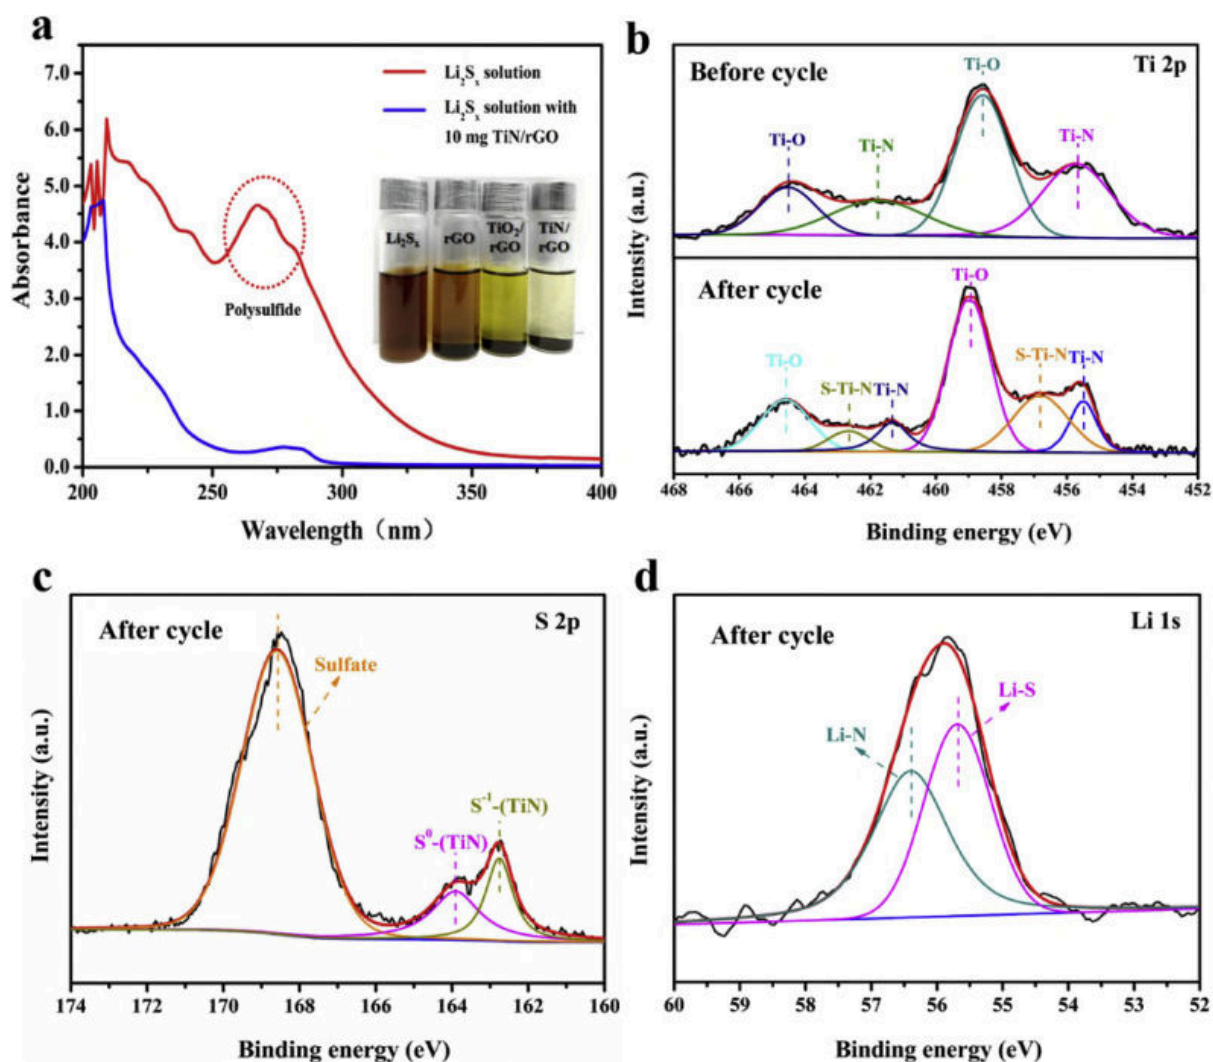 a
Li₂Sₓ solution
Li₂Sₓ solution with
10 mg TiN/rGO
7.0
6.0
5.0
4.0
3.0
2.0
1.0
0.0
Absorbance
Polysulfide
Li₂Sₓ
rGO
TiO₂/
rGO
TiN/
rGO
200
250
300
350
400
Wavelength（nm）
b
Before cycle
Ti 2p
Ti-O
Ti-N
Ti-O
Ti-N
After cycle
Ti-O
S-Ti-N
Ti-N
Ti-O
S-Ti-N
Ti-N
Intensity (a.u.)
468
466
464
462
460
458
456
454
452
Binding energy (eV)
c
After cycle
S 2p
Sulfate
S⁰-(TiN)
S⁻¹-(TiN)
Intensity (a.u.)
174
172
170
168
166
164
162
160
Binding energy (eV)
d
After cycle
Li 1s
Li-N
Li-S
Intensity (a.u.)
60
59
58
57
56
55
54
53
52
Binding energy (eV)